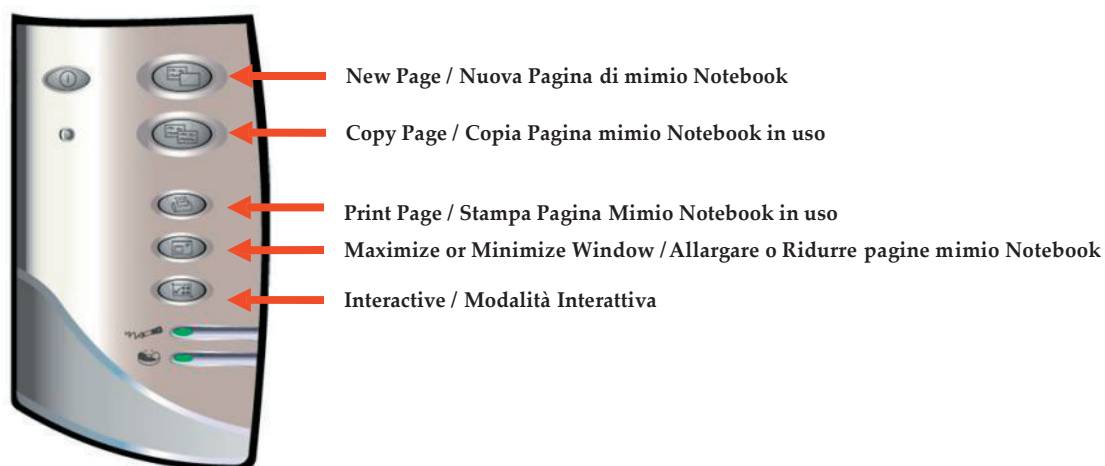 New Page / Nuova Pagina di mimio Notebook
Copy Page / Copia Pagina mimio Notebook in uso
Print Page / Stampa Pagina Mimio Notebook in uso
Maximize or Minimize Window / Allargare o Ridurre pagine mimio Notebook
Interactive / Modalità Interattiva